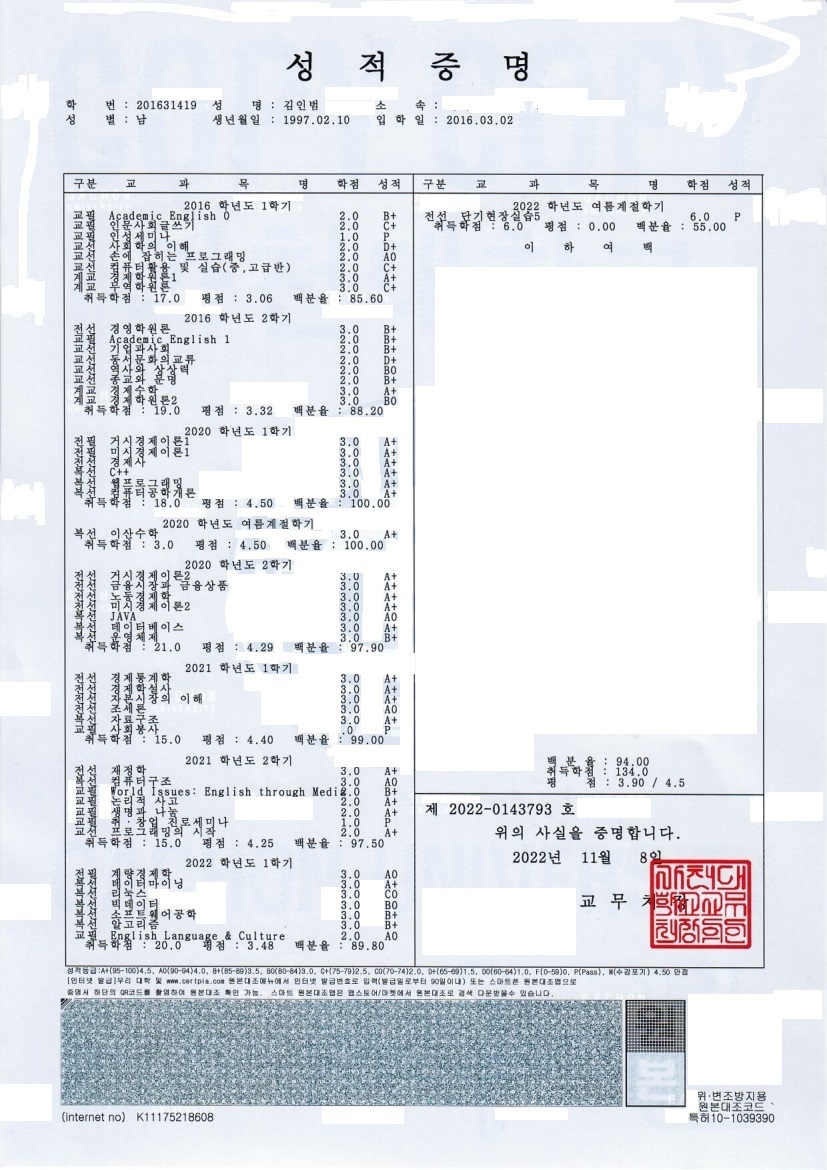 성 적 증 명
학 번 : 201631419 성 명 : 김인범 소 속 :
성 별 : 남 생년월일 : 1997.02.10 입 학 일 : 2016.03.02
구분 교 과 목 명 학점 성적
2016 학년도 1학기
교필 Academic English 0 2.0 B+
교필 인문사회글쓰기 2.0 C+
교필 인성세미나 1.0 P
교선 사회학의 이해 2.0 D+
교선 손에 잡히는 프로그래밍 2.0 A0
교선 컴퓨터활용 및 실습(중,고급반) 2.0 C+
계교 경제학원론1 3.0 A+
계교 무역학원론 3.0 C+
취득학점 : 17.0 평점 : 3.06 백분율 : 85.60
2016 학년도 2학기
전선 경영학원론 3.0 B+
교필 Academic English 1 2.0 B+
교선 기업과사회 2.0 B+
교선 동서문화의교류 2.0 D+
교선 역사와 상상력 2.0 B0
교선 종교와 문명 2.0 B+
계교 경제수학 3.0 A+
계교 경제학원론2 3.0 B0
취득학점 : 19.0 평점 : 3.32 백분율 : 88.20
2020 학년도 1학기
전필 거시경제이론1 3.0 A+
전필 미시경제이론1 3.0 A+
전선 경제사 3.0 A+
복선 C++ 3.0 A+
복선 웹프로그래밍 3.0 A+
복선 컴퓨터공학개론 3.0 A+
취득학점 : 18.0 평점 : 4.50 백분율 : 100.00
2020 학년도 여름계절학기
복선 이산수학 3.0 A+
취득학점 : 3.0 평점 : 4.50 백분율 : 100.00
2020 학년도 2학기
전선 거시경제이론2 3.0 A+
전선 금융시장과 금융상품 3.0 A+
전선 노동경제학 3.0 A+
전선 미시경제이론2 3.0 A+
복선 JAVA 3.0 A0
복선 데이터베이스 3.0 A+
복선 운영체제 3.0 B+
취득학점 : 21.0 평점 : 4.29 백분율 : 97.90
2021 학년도 1학기
전선 경제통계학 3.0 A+
전선 경제학설사 3.0 A+
전선 자본시장의 이해 3.0 A+
전선 조세론 3.0 A0
복선 자료구조 3.0 A+
교필 사회봉사 .0 P
취득학점 : 15.0 평점 : 4.40 백분율 : 99.00
2021 학년도 2학기
전선 재정학 3.0 A+
복선 컴퓨터구조 3.0 A0
교필 World Issues: English through Media 2.0 B+
교필 논리적 사고 2.0 A+
교필 생명과 나눔 2.0 A+
교필 취·창업 진로세미나 1.0 P
교선 프로그래밍의 시작 2.0 A+
취득학점 : 15.0 평점 : 4.25 백분율 : 97.50
2022 학년도 1학기
전필 계량경제학 3.0 A0
복선 데이터마이닝 3.0 A+
복선 리눅스 3.0 C0
복선 빅데이터 3.0 B0
복선 소프트웨어공학 3.0 B+
복선 알고리즘 3.0 B+
교필 English Language & Culture 2.0 A0
취득학점 : 20.0 평점 : 3.48 백분율 : 89.80
구분 교 과 목 명 학점 성적
2022 학년도 여름계절학기
전선 단기현장실습5 6.0 P
취득학점 : 6.0 평점 : 0.00 백분율 : 55.00
이 하 여 백
백 분 율 : 94.00
취득학점 : 134.0
평 점 : 3.90 / 4.5
제 2022-0143793 호
위의 사실을 증명합니다.
2022년 11월 8일
교 무 처 장
성적등급:A+(95-100)4.5, A0(90-94)4.0, B+(85-89)3.5, B0(80-84)3.0, C+(75-79)2.5, C0(70-74)2.0, D+(65-69)1.5, D0(60-64)1.0, F(0-59)0, P(Pass), W(수강포기) 4.50 만점
[인터넷 발급]우리 대학 및 www.certpia.com 원본대조메뉴에서 인터넷 발급번호로 입력(발급일로부터 90일이내) 또는 스마트폰 원본대조앱으로
증명서 하단의 QR코드를 촬영하여 원본대조 확인 가능. 스마트 원본대조앱은 앱스토어/마켓에서 원본대조로 검색 다운받을수 있습니다.
(internet no) K11175218608
위·변조방지용
원본대조코드
특허10-1039390